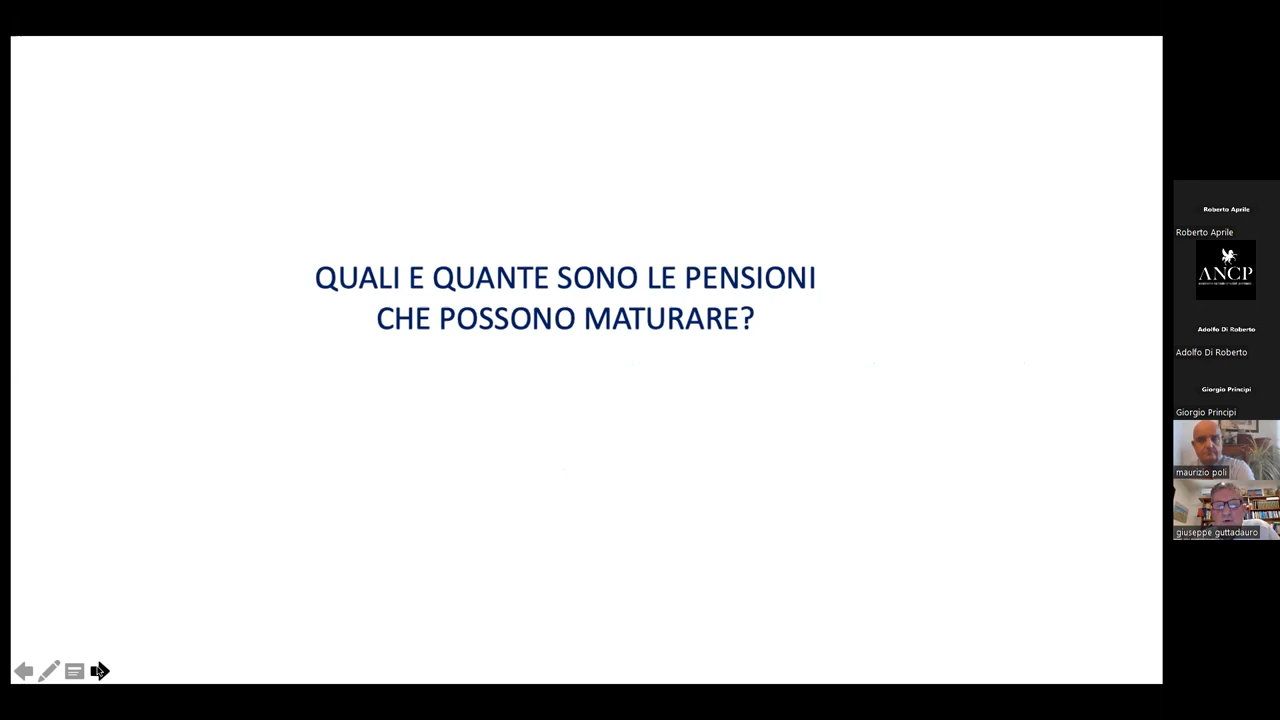 QUALI E QUANTE SONO LE PENSIONI
CHE POSSONO MATURARE?
Roberto Aprile
Roberto Aprile
ANCP
Adolfo Di Roberto
Adolfo Di Roberto
Giorgio Principi
Giorgio Principi
maurizio poli
giuseppe guttadauro